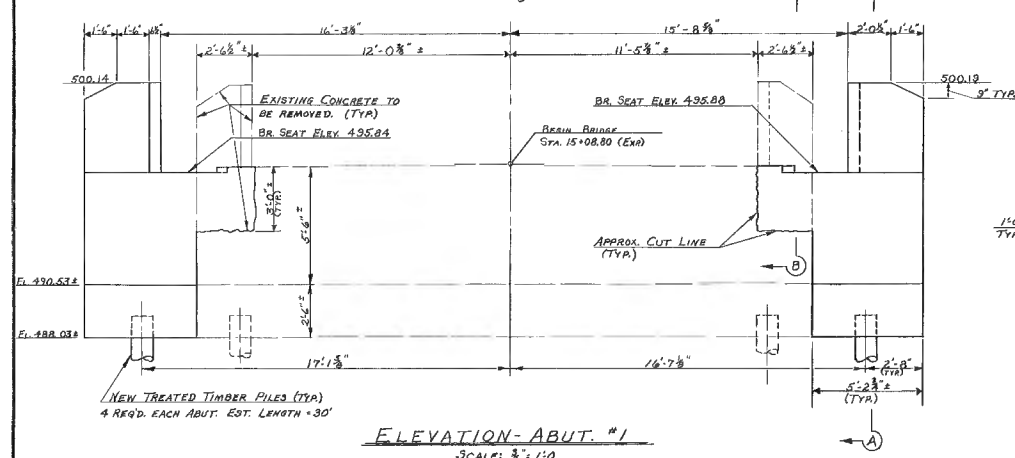 1'-6" 1'-6" 6½" 16'-3⅜" 15'-8⅝" 2'-0½" 1'-6"
2'-6½" ± 12'-0⅜" ± 11'-5⅝" ± 2'-6½" ±
500.14
500.19
9" TYP.
EXISTING CONCRETE TO
BE REMOVED. (TYP.)
BR. SEAT ELEV. 495.84
BR. SEAT ELEV. 495.88
BEGIN BRIDGE
STA. 15+08.80 (EXIR)
3'-0" ±
(TYP.)
5'-6" ±
APPROX. CUT LINE
(TYP.)
B
TYP.
EL. 490.53 ±
2'-6" ±
EL. 488.03 ±
17'-1⅝" 16'-7⅛" 2'-8"
(TYP.)
5'-2¾" ±
(TYP.)
NEW TREATED TIMBER PILES (TYP.)
4 REQ'D. EACH ABUT. EST. LENGTH = 30'
ELEVATION - ABUT. #1
SCALE: ⅜" = 1'-0
A